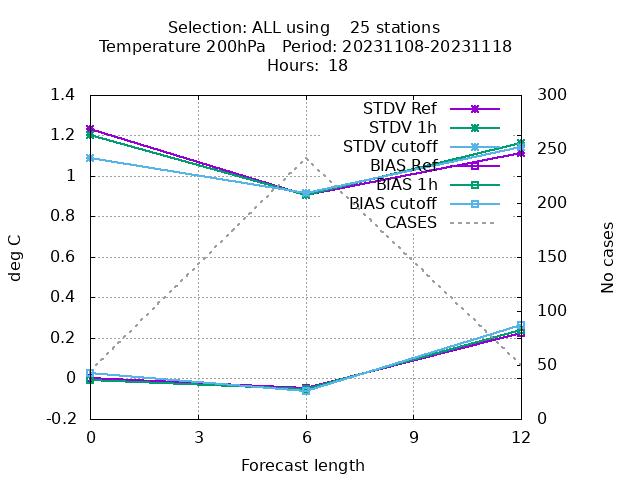 Selection: ALL using    25 stations
Temperature 200hPa   Period: 20231108-20231118
Hours: 18
1.4
1.2
1
0.8
0.6
0.4
0.2
0
-0.2
deg C
STDV Ref
STDV 1h
STDV cutoff
BIAS Ref
BIAS 1h
BIAS cutoff
CASES
300
250
200
150
100
50
0
No cases
0 3 6 9 12
Forecast length